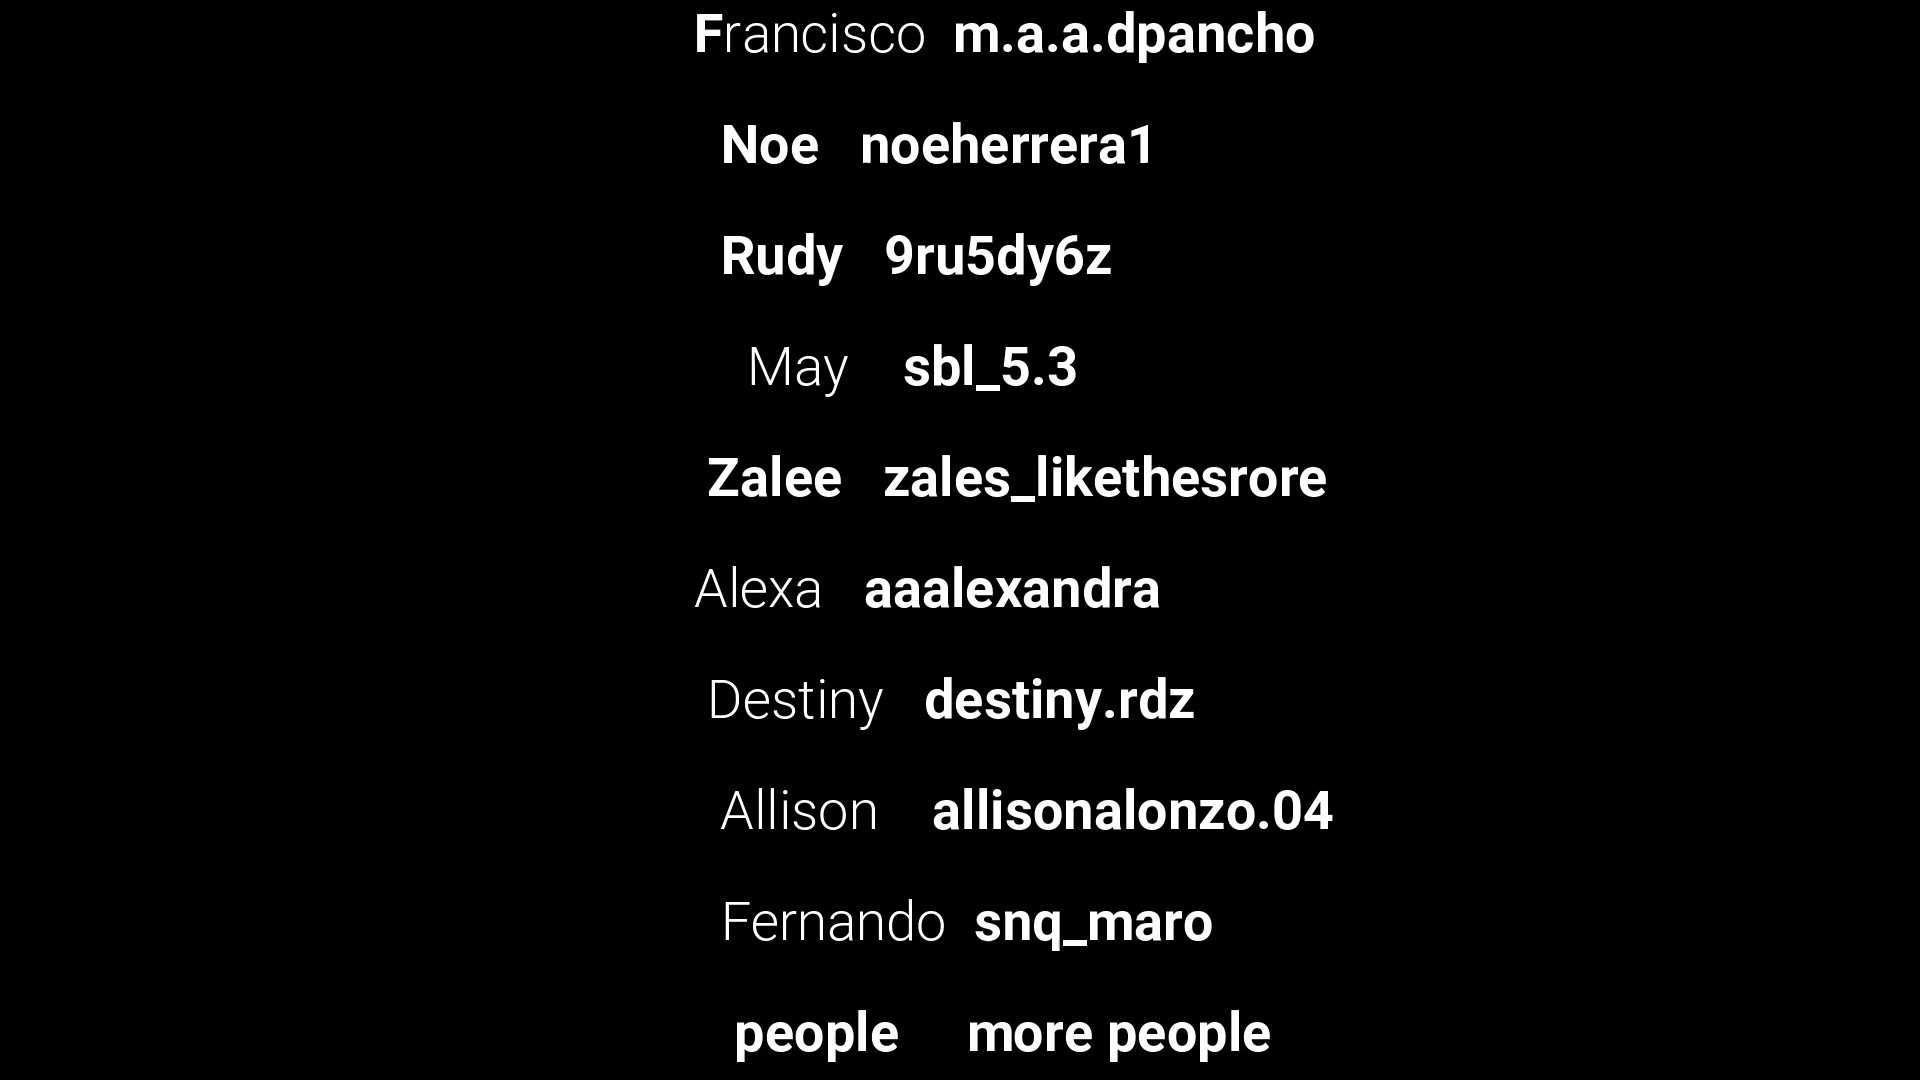 Francisco m.a.a.dpancho
Noe noeherrera1
Rudy 9ru5dy6z
May sbl_5.3
Zalee zales_likethesrore
Alexa aaalexandra
Destiny destiny.rdz
Allison allisonalonzo.04
Fernando snq_maro
people more people